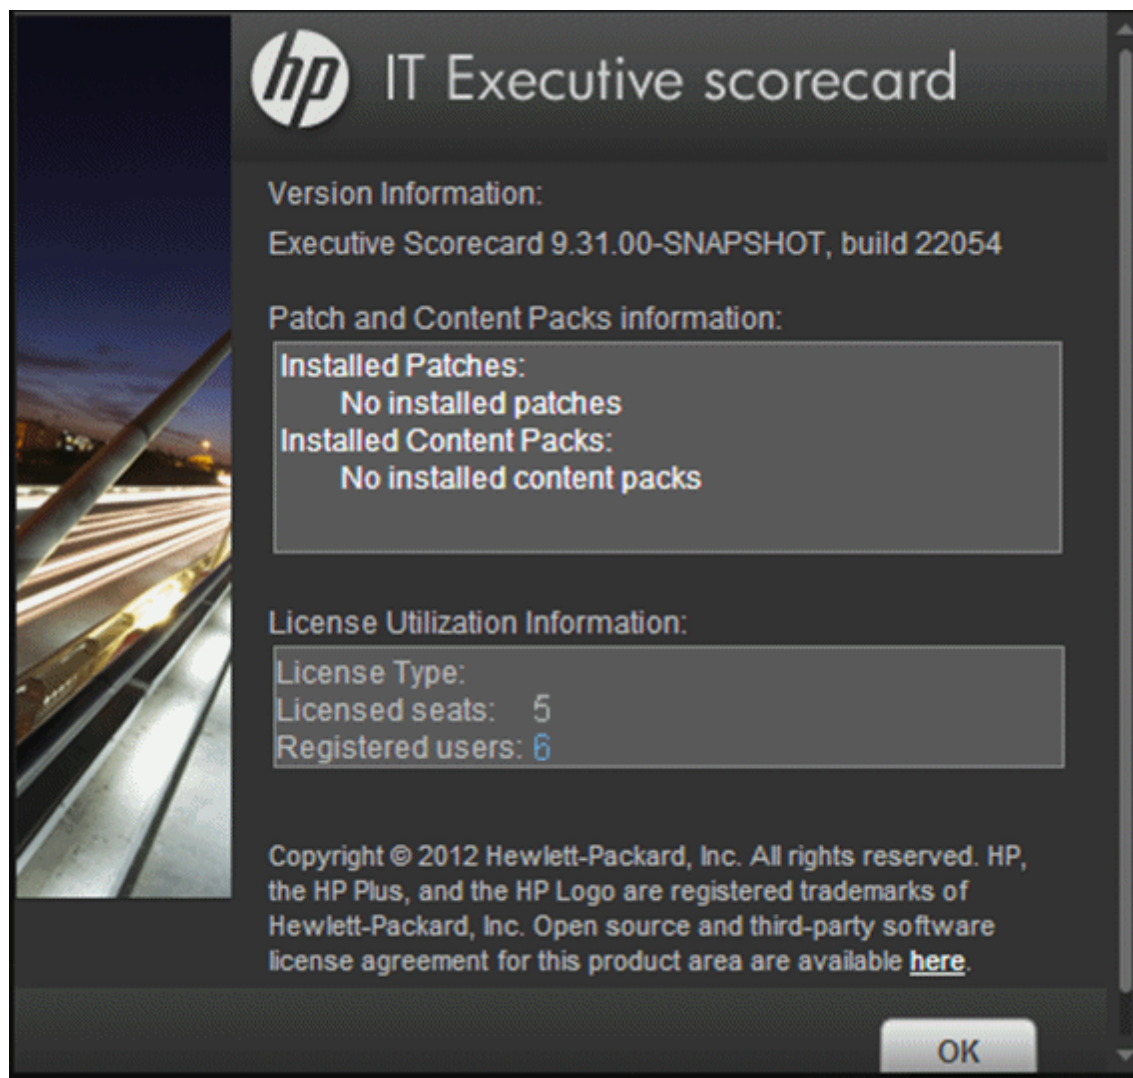 hp IT Executive scorecard
Version Information:
Executive Scorecard 9.31.00-SNAPSHOT, build 22054
Patch and Content Packs information:
Installed Patches:
No installed patches
Installed Content Packs:
No installed content packs
License Utilization Information:
License Type:
Licensed seats: 5
Registered users: 6
Copyright © 2012 Hewlett-Packard, Inc. All rights reserved. HP,
the HP Plus, and the HP Logo are registered trademarks of
Hewlett-Packard, Inc. Open source and third-party software
license agreement for this product area are available here.
OK